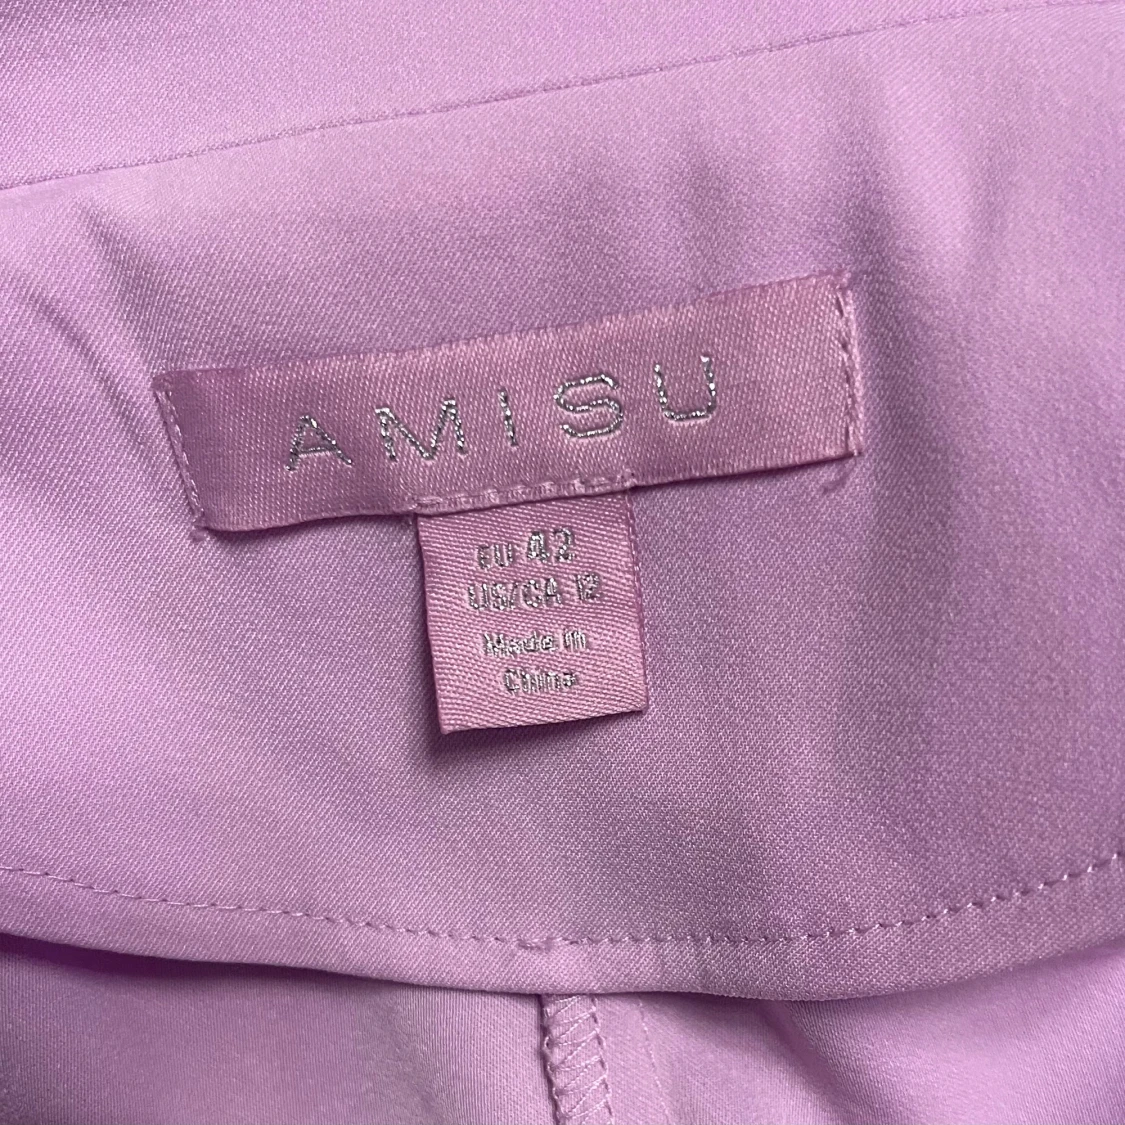 AMISU
EU 42
US/CA 12
Made in
China